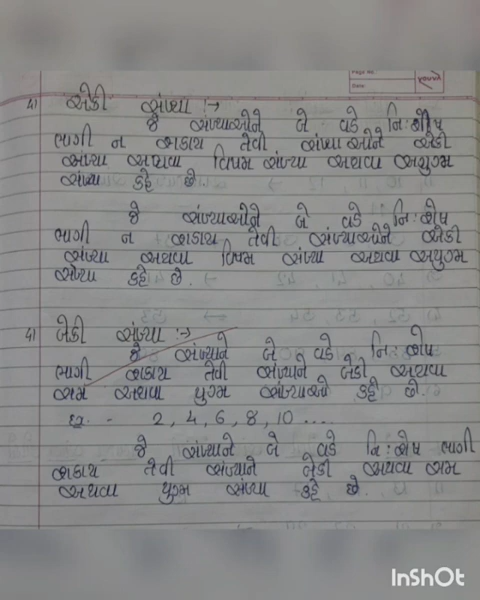 Page No.
Date
4) એકી સંખ્યા :→
જે સંખ્યાઓને બે વડે નિ:શેષ
ભાગી ન શકાય તેવી સંખ્યાઓને એકી
સંખ્યા અથવા વિષમ સંખ્યા અથવા અયુગ્મ
સંખ્યા કહે છે.
જે સંખ્યાઓને બે વડે નિ:શેષ
ભાગી ન શકાય તેવી સંખ્યાઓને એકી
સંખ્યા અથવા વિષમ સંખ્યા અથવા અયુગ્મ
સંખ્યા કહે છે.
4) બેકી સંખ્યા :→
જે સંખ્યાને બે વડે નિ:શેષ
ભાગી શકાય તેવી સંખ્યાને બેકી અથવા
સમ અથવા યુગ્મ સંખ્યાઓ કહે છે.
દા.ત. - 2, 4, 6, 8, 10 ...
જે સંખ્યાને બે વડે નિ:શેષ ભાગી
શકાય તેવી સંખ્યાને બેકી અથવા સમ
અથવા યુગ્મ સંખ્યા કહે છે.
InShOt